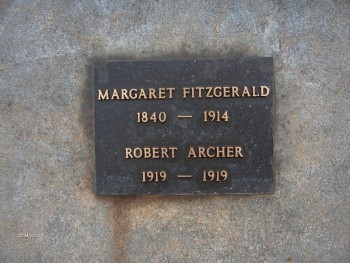 MARGARET FITZGERALD
1840 — 1914
ROBERT ARCHER
1919 — 1919